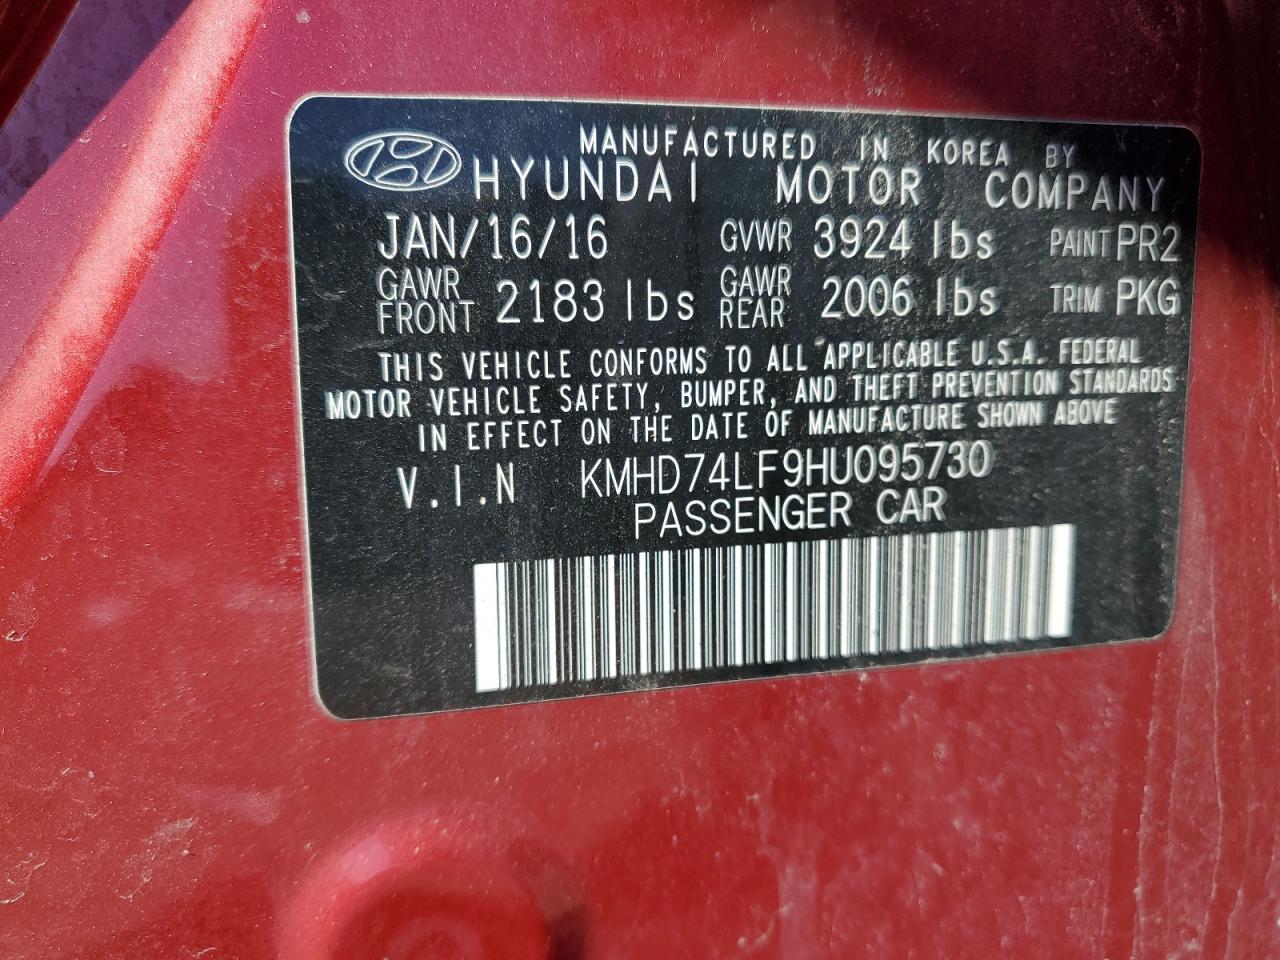 MANUFACTURED IN KOREA BY
HYUNDAI MOTOR COMPANY
JAN/16/16 GVWR 3924 lbs PAINT PR2
GAWR FRONT 2183 lbs GAWR REAR 2006 lbs TRIM PKG
THIS VEHICLE CONFORMS TO ALL APPLICABLE U.S.A. FEDERAL
MOTOR VEHICLE SAFETY, BUMPER, AND THEFT PREVENTION STANDARDS
IN EFFECT ON THE DATE OF MANUFACTURE SHOWN ABOVE
V.I.N KMHD74LF9HU095730
PASSENGER CAR